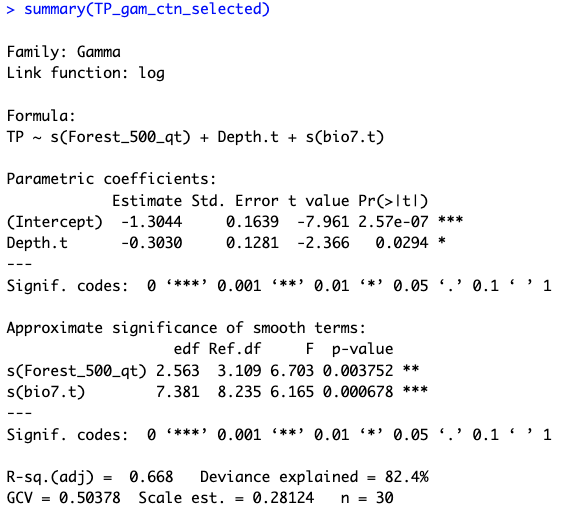 > summary(TP_gam_ctn_selected)
Family: Gamma
Link function: log
Formula:
TP ~ s(Forest_500_qt) + Depth.t + s(bio7.t)
Parametric coefficients:
Estimate Std. Error t value Pr(>|t|)
(Intercept) -1.3044 0.1639 -7.961 2.57e-07 ***
Depth.t -0.3030 0.1281 -2.366 0.0294 *
---
Signif. codes: 0 ‘***’ 0.001 ‘**’ 0.01 ‘*’ 0.05 ‘.’ 0.1 ‘ ’ 1
Approximate significance of smooth terms:
edf Ref.df F p-value
s(Forest_500_qt) 2.563 3.109 6.703 0.003752 **
s(bio7.t) 7.381 8.235 6.165 0.000678 ***
---
Signif. codes: 0 ‘***’ 0.001 ‘**’ 0.01 ‘*’ 0.05 ‘.’ 0.1 ‘ ’ 1
R-sq.(adj) = 0.668 Deviance explained = 82.4%
GCV = 0.50378 Scale est. = 0.28124 n = 30